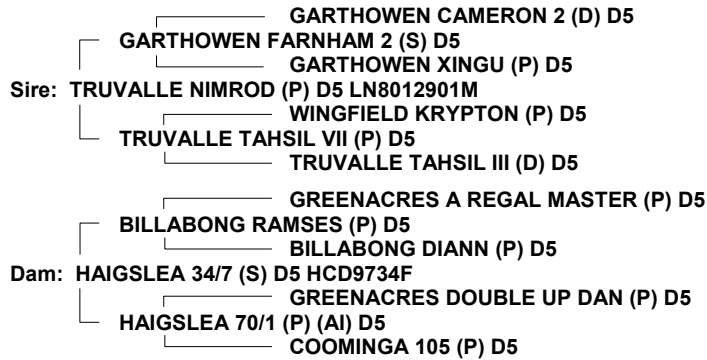 GARTHOWEN CAMERON 2 (D) D5
GARTHOWEN FARNHAM 2 (S) D5
GARTHOWEN XINGU (P) D5
Sire: TRUVALLE NIMROD (P) D5 LN8012901M
WINGFIELD KRYPTON (P) D5
TRUVALLE TAHSIL VII (P) D5
TRUVALLE TAHSIL III (D) D5
GREENACRES A REGAL MASTER (P) D5
BILLABONG RAMSES (P) D5
BILLABONG DIANN (P) D5
Dam: HAIGSLEA 34/7 (S) D5 HCD9734F
GREENACRES DOUBLE UP DAN (P) D5
HAIGSLEA 70/1 (P) (AI) D5
COOMINGA 105 (P) D5